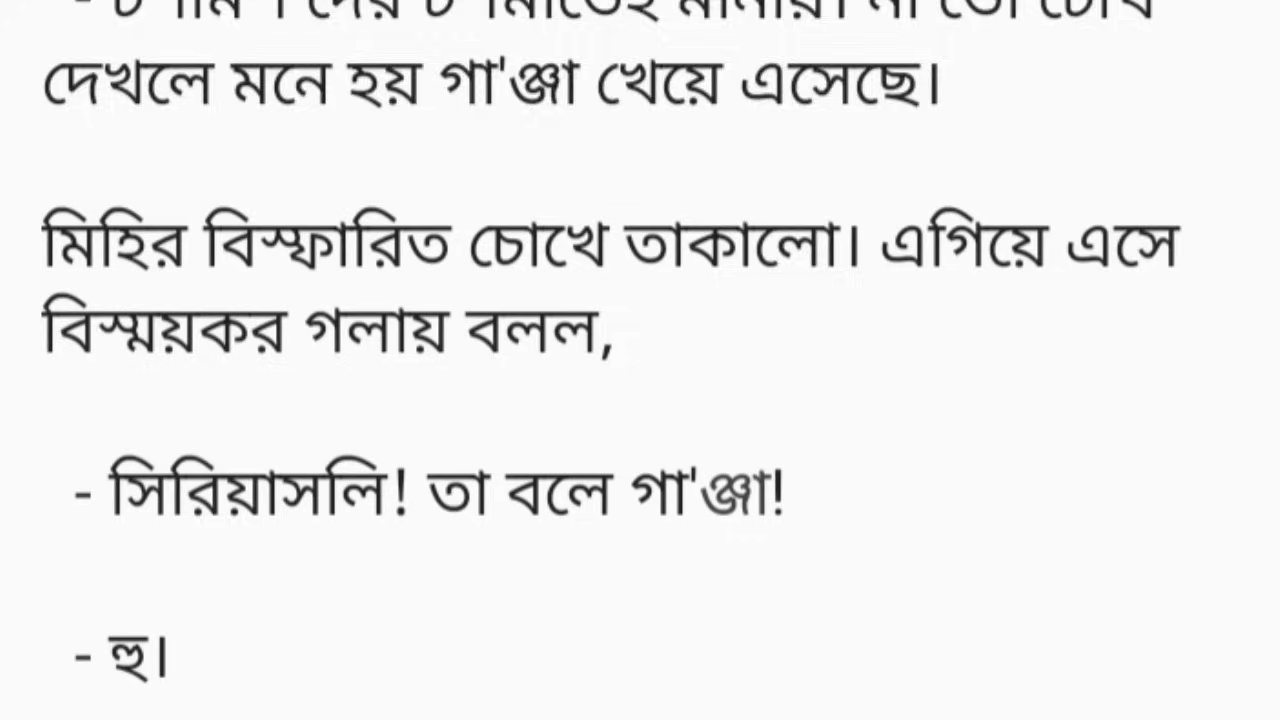 দেখলে মনে হয় গা'ঞ্জা খেয়ে এসেছে।
মিহির বিস্ফারিত চোখে তাকালো। এগিয়ে এসে
বিস্ময়কর গলায় বলল,
- সিরিয়াসলি! তা বলে গা'ঞ্জা!
- হু।